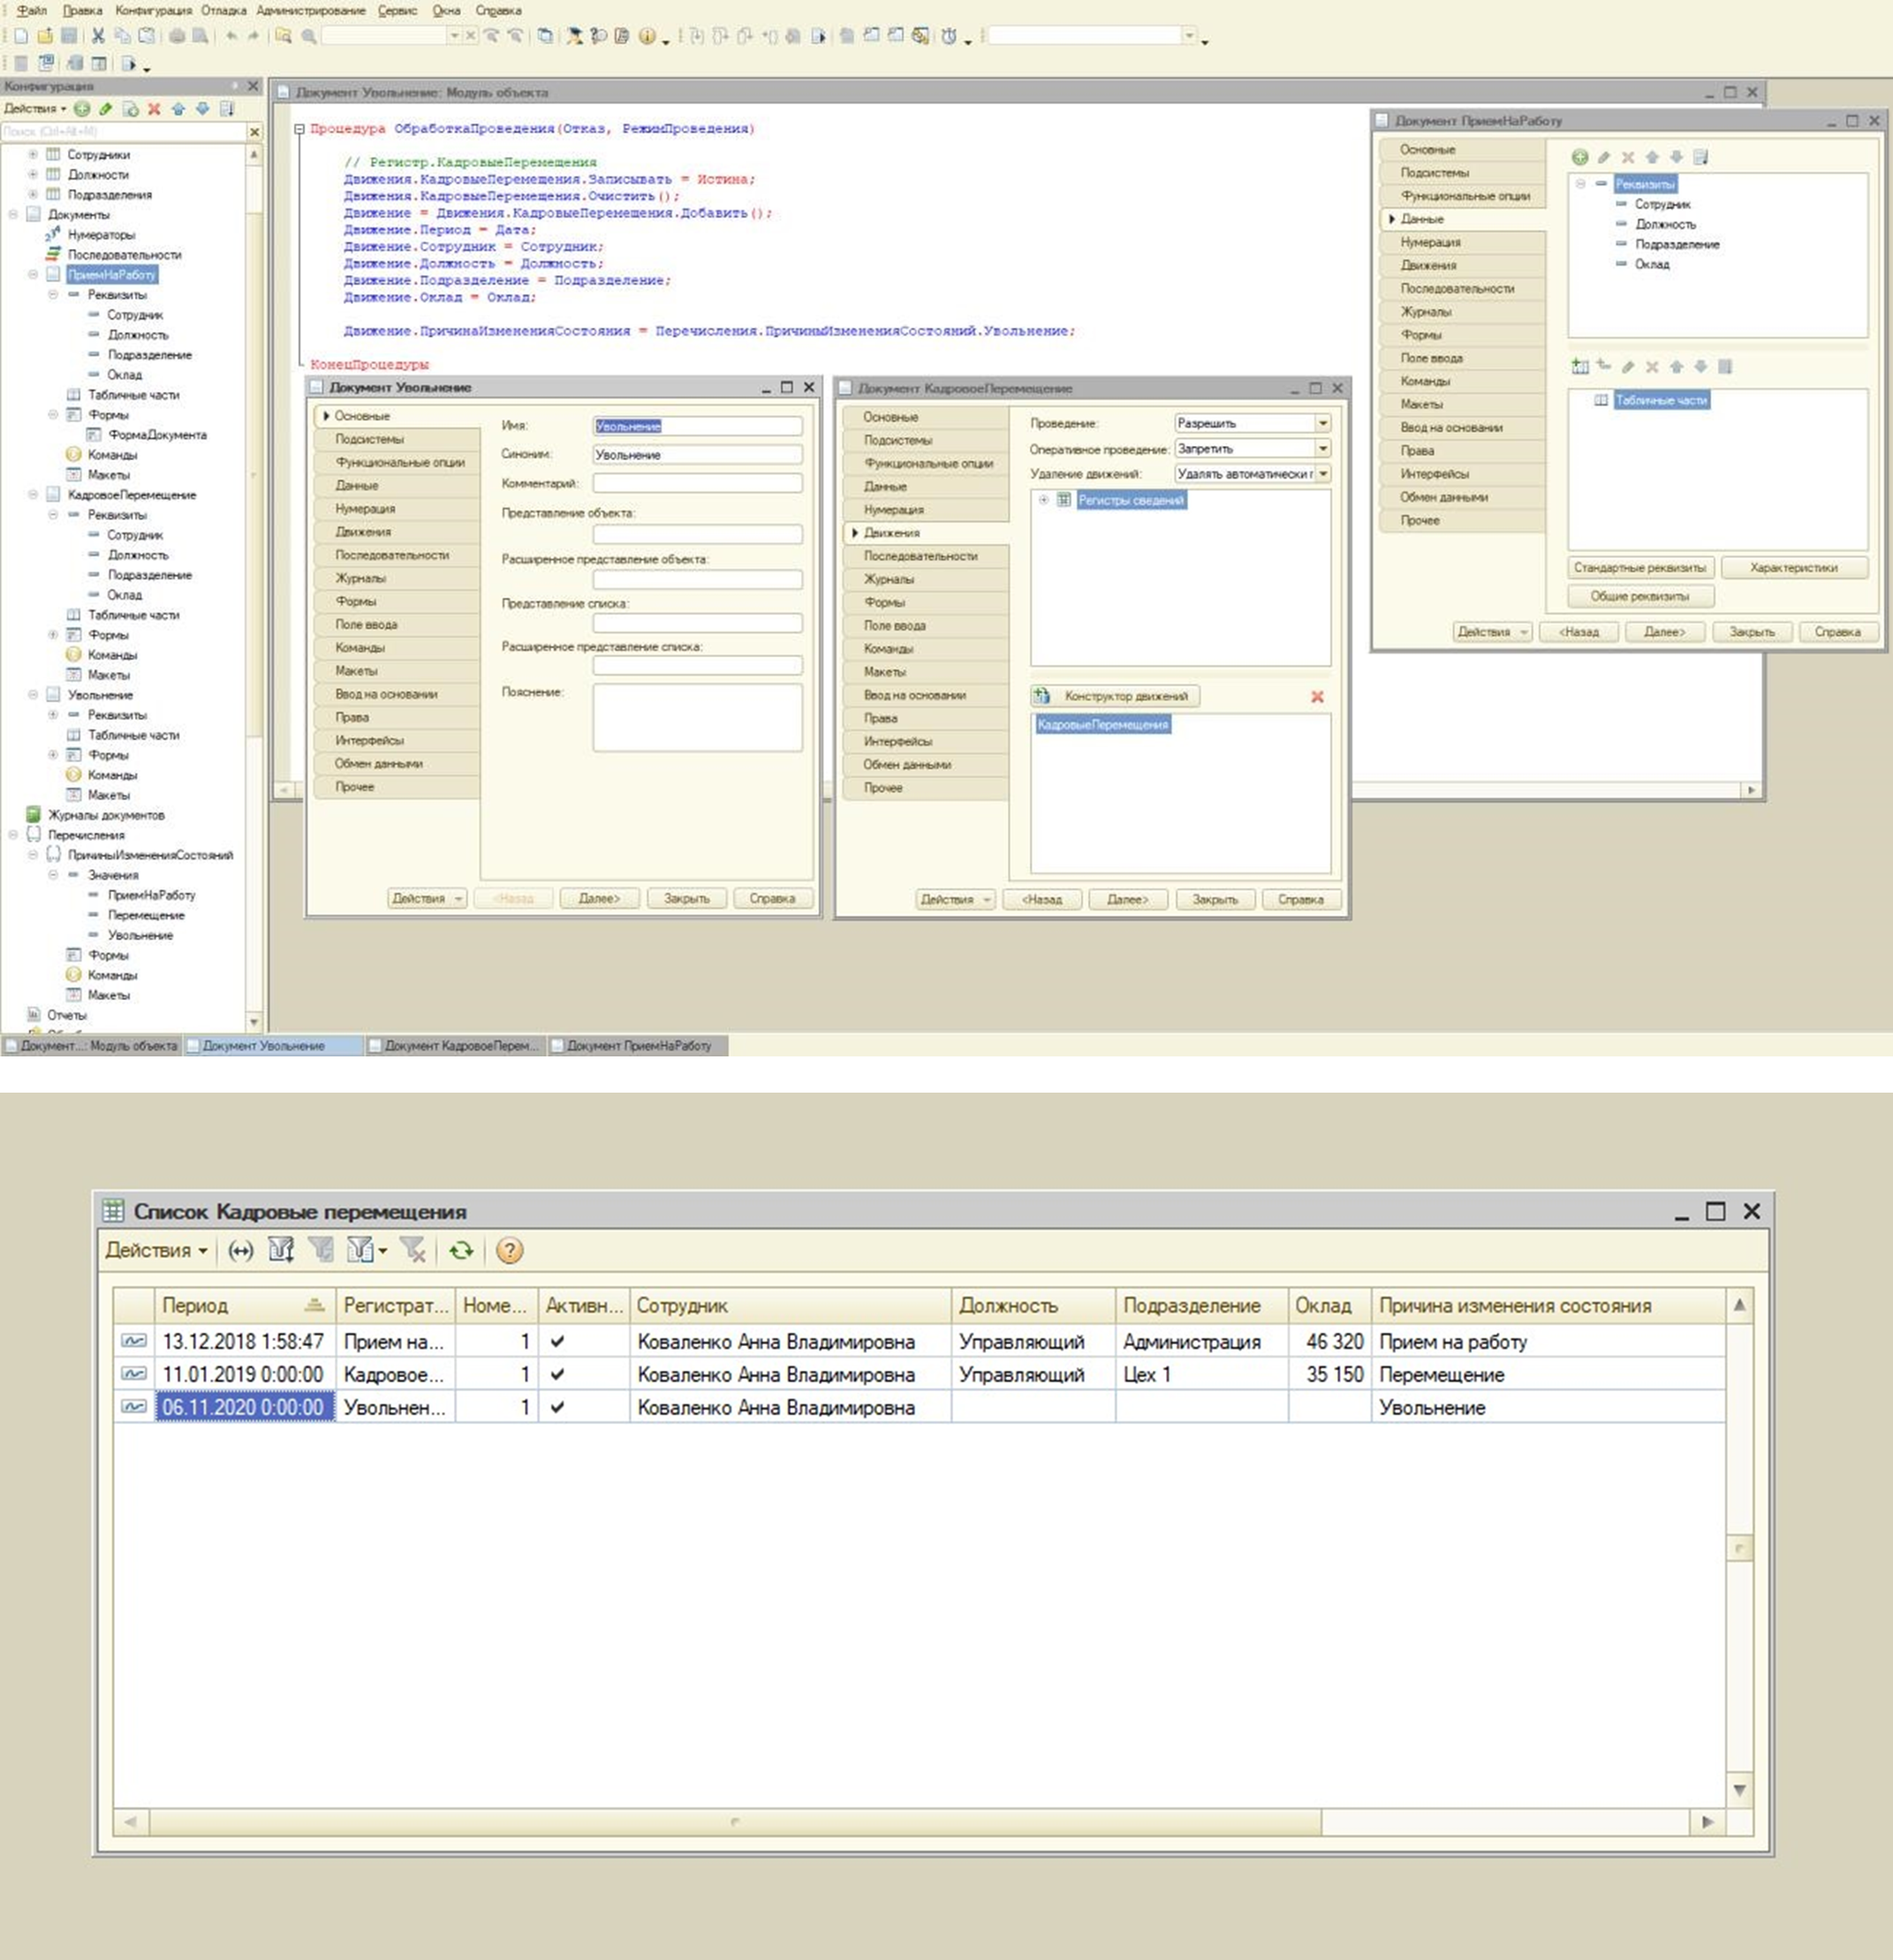 Файл Правка Конфигурация Отладка Администрирование Сервис Окна Справка
Конфигурация
Действия
Поиск (Ctrl+Alt+M)
Сотрудники
Должности
Подразделения
Документы
Нумераторы
Последовательности
ПриемНаРаботу
Реквизиты
Сотрудник
Должность
Подразделение
Оклад
Табличные части
Формы
ФормаДокумента
Команды
Макеты
КадровоеПеремещение
Реквизиты
Сотрудник
Должность
Подразделение
Оклад
Табличные части
Формы
Команды
Макеты
Увольнение
Реквизиты
Табличные части
Формы
Команды
Макеты
Журналы документов
Перечисления
ПричиныИзмененияСостояний
Значения
ПриемНаРаботу
Перемещение
Увольнение
Формы
Команды
Макеты
Отчеты
Документ Увольнение: Модуль объекта
Процедура ОбработкаПроведения(Отказ, РежимПроведения)
// Регистр.КадровыеПеремещения
Движения.КадровыеПеремещения.Записывать = Истина;
Движения.КадровыеПеремещения.Очистить();
Движение = Движения.КадровыеПеремещения.Добавить();
Движение.Период = Дата;
Движение.Сотрудник = Сотрудник;
Движение.Должность = Должность;
Движение.Подразделение = Подразделение;
Движение.Оклад = Оклад;
Движение.ПричинаИзмененияСостояния = Перечисления.ПричиныИзмененияСостояний.Увольнение;
КонецПроцедуры
Документ Увольнение
Основные
Подсистемы
Функциональные опции
Данные
Нумерация
Движения
Последовательности
Журналы
Формы
Поле ввода
Команды
Макеты
Ввод на основании
Права
Интерфейсы
Обмен данными
Прочее
Имя: Увольнение
Синоним: Увольнение
Комментарий:
Представление объекта:
Расширенное представление объекта:
Представление списка:
Расширенное представление списка:
Пояснение:
Действия <Назад Далее> Закрыть Справка
Документ КадровоеПеремещение
Основные
Подсистемы
Функциональные опции
Данные
Нумерация
Движения
Последовательности
Журналы
Формы
Поле ввода
Команды
Макеты
Ввод на основании
Права
Интерфейсы
Обмен данными
Прочее
Проведение: Разрешить
Оперативное проведение: Запретить
Удаление движений: Удалять автоматически г
Регистры сведений
Конструктор движений
КадровыеПеремещения
Действия <Назад Далее> Закрыть Справка
Документ ПриемНаРаботу
Основные
Подсистемы
Функциональные опции
Данные
Нумерация
Движения
Последовательности
Журналы
Формы
Поле ввода
Команды
Макеты
Ввод на основании
Права
Интерфейсы
Обмен данными
Прочее
Реквизиты
Сотрудник
Должность
Подразделение
Оклад
Табличные части
Стандартные реквизиты Характеристики
Общие реквизиты
Действия <Назад Далее> Закрыть Справка
Документ...: Модуль объекта Документ Увольнение Документ КадровоеПерем... Документ ПриемНаРаботу
Список Кадровые перемещения
Действия
Период Регистрат... Номе... Активн... Сотрудник Должность Подразделение Оклад Причина изменения состояния
13.12.2018 1:58:47 Прием на... 1 Коваленко Анна Владимировна Управляющий Администрация 46 320 Прием на работу
11.01.2019 0:00:00 Кадровое... 1 Коваленко Анна Владимировна Управляющий Цех 1 35 150 Перемещение
06.11.2020 0:00:00 Увольнен... 1 Коваленко Анна Владимировна Увольнение